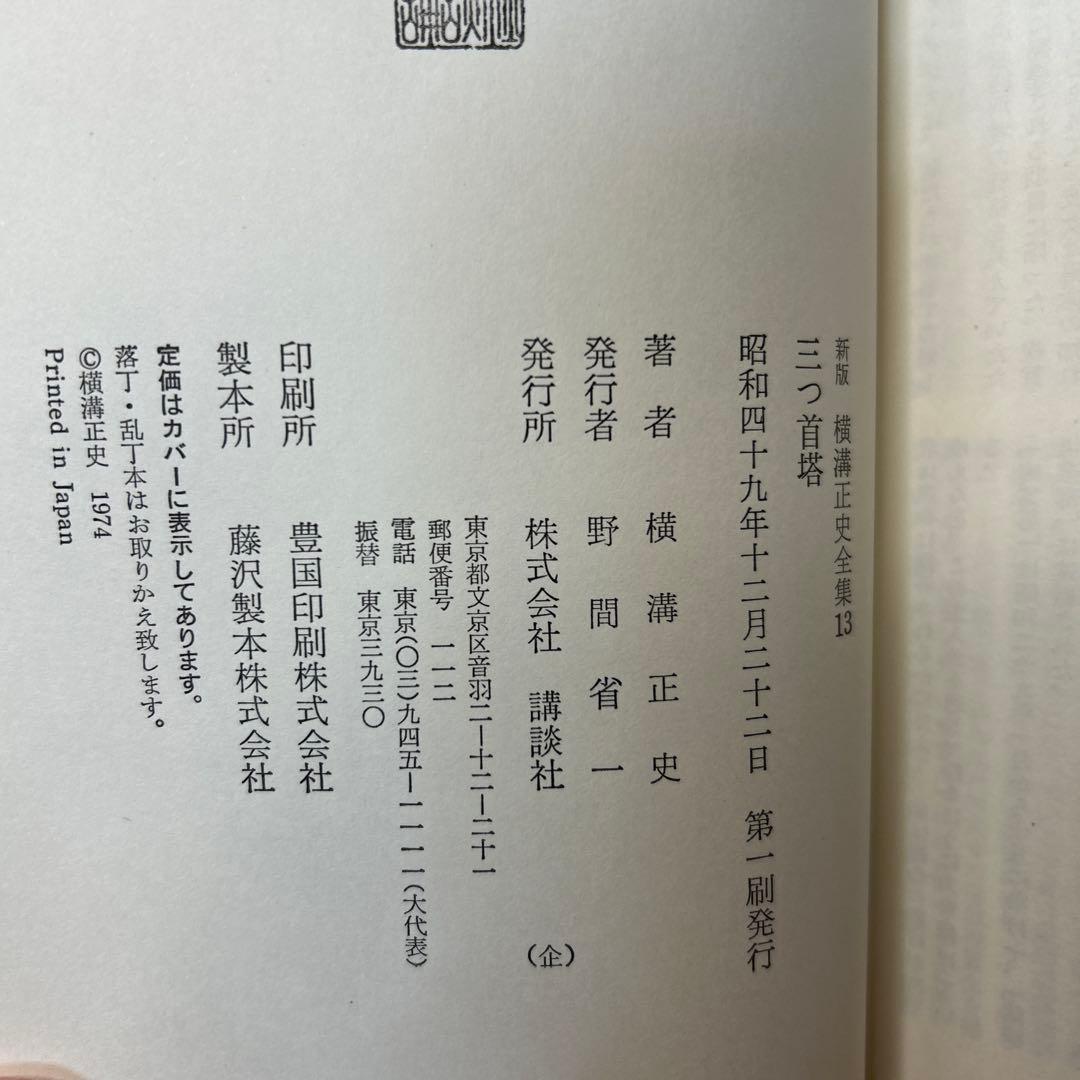 新版 横溝正史全集13
三つ首塔
昭和四十九年十二月二十二日 第一刷発行
著者 横溝正史
発行者 野間省一
発行所 株式会社 講談社
東京都文京区音羽二ー十二ー二十一
郵便番号 一一二
電話 東京(〇三)九四五ー一一一一(大代表)
振替 東京三九三〇
(企)
印刷所 豊国印刷株式会社
製本所 藤沢製本株式会社
定価はカバーに表示してあります。
落丁・乱丁本はお取りかえ致します。
©横溝正史 1974
Printed in Japan